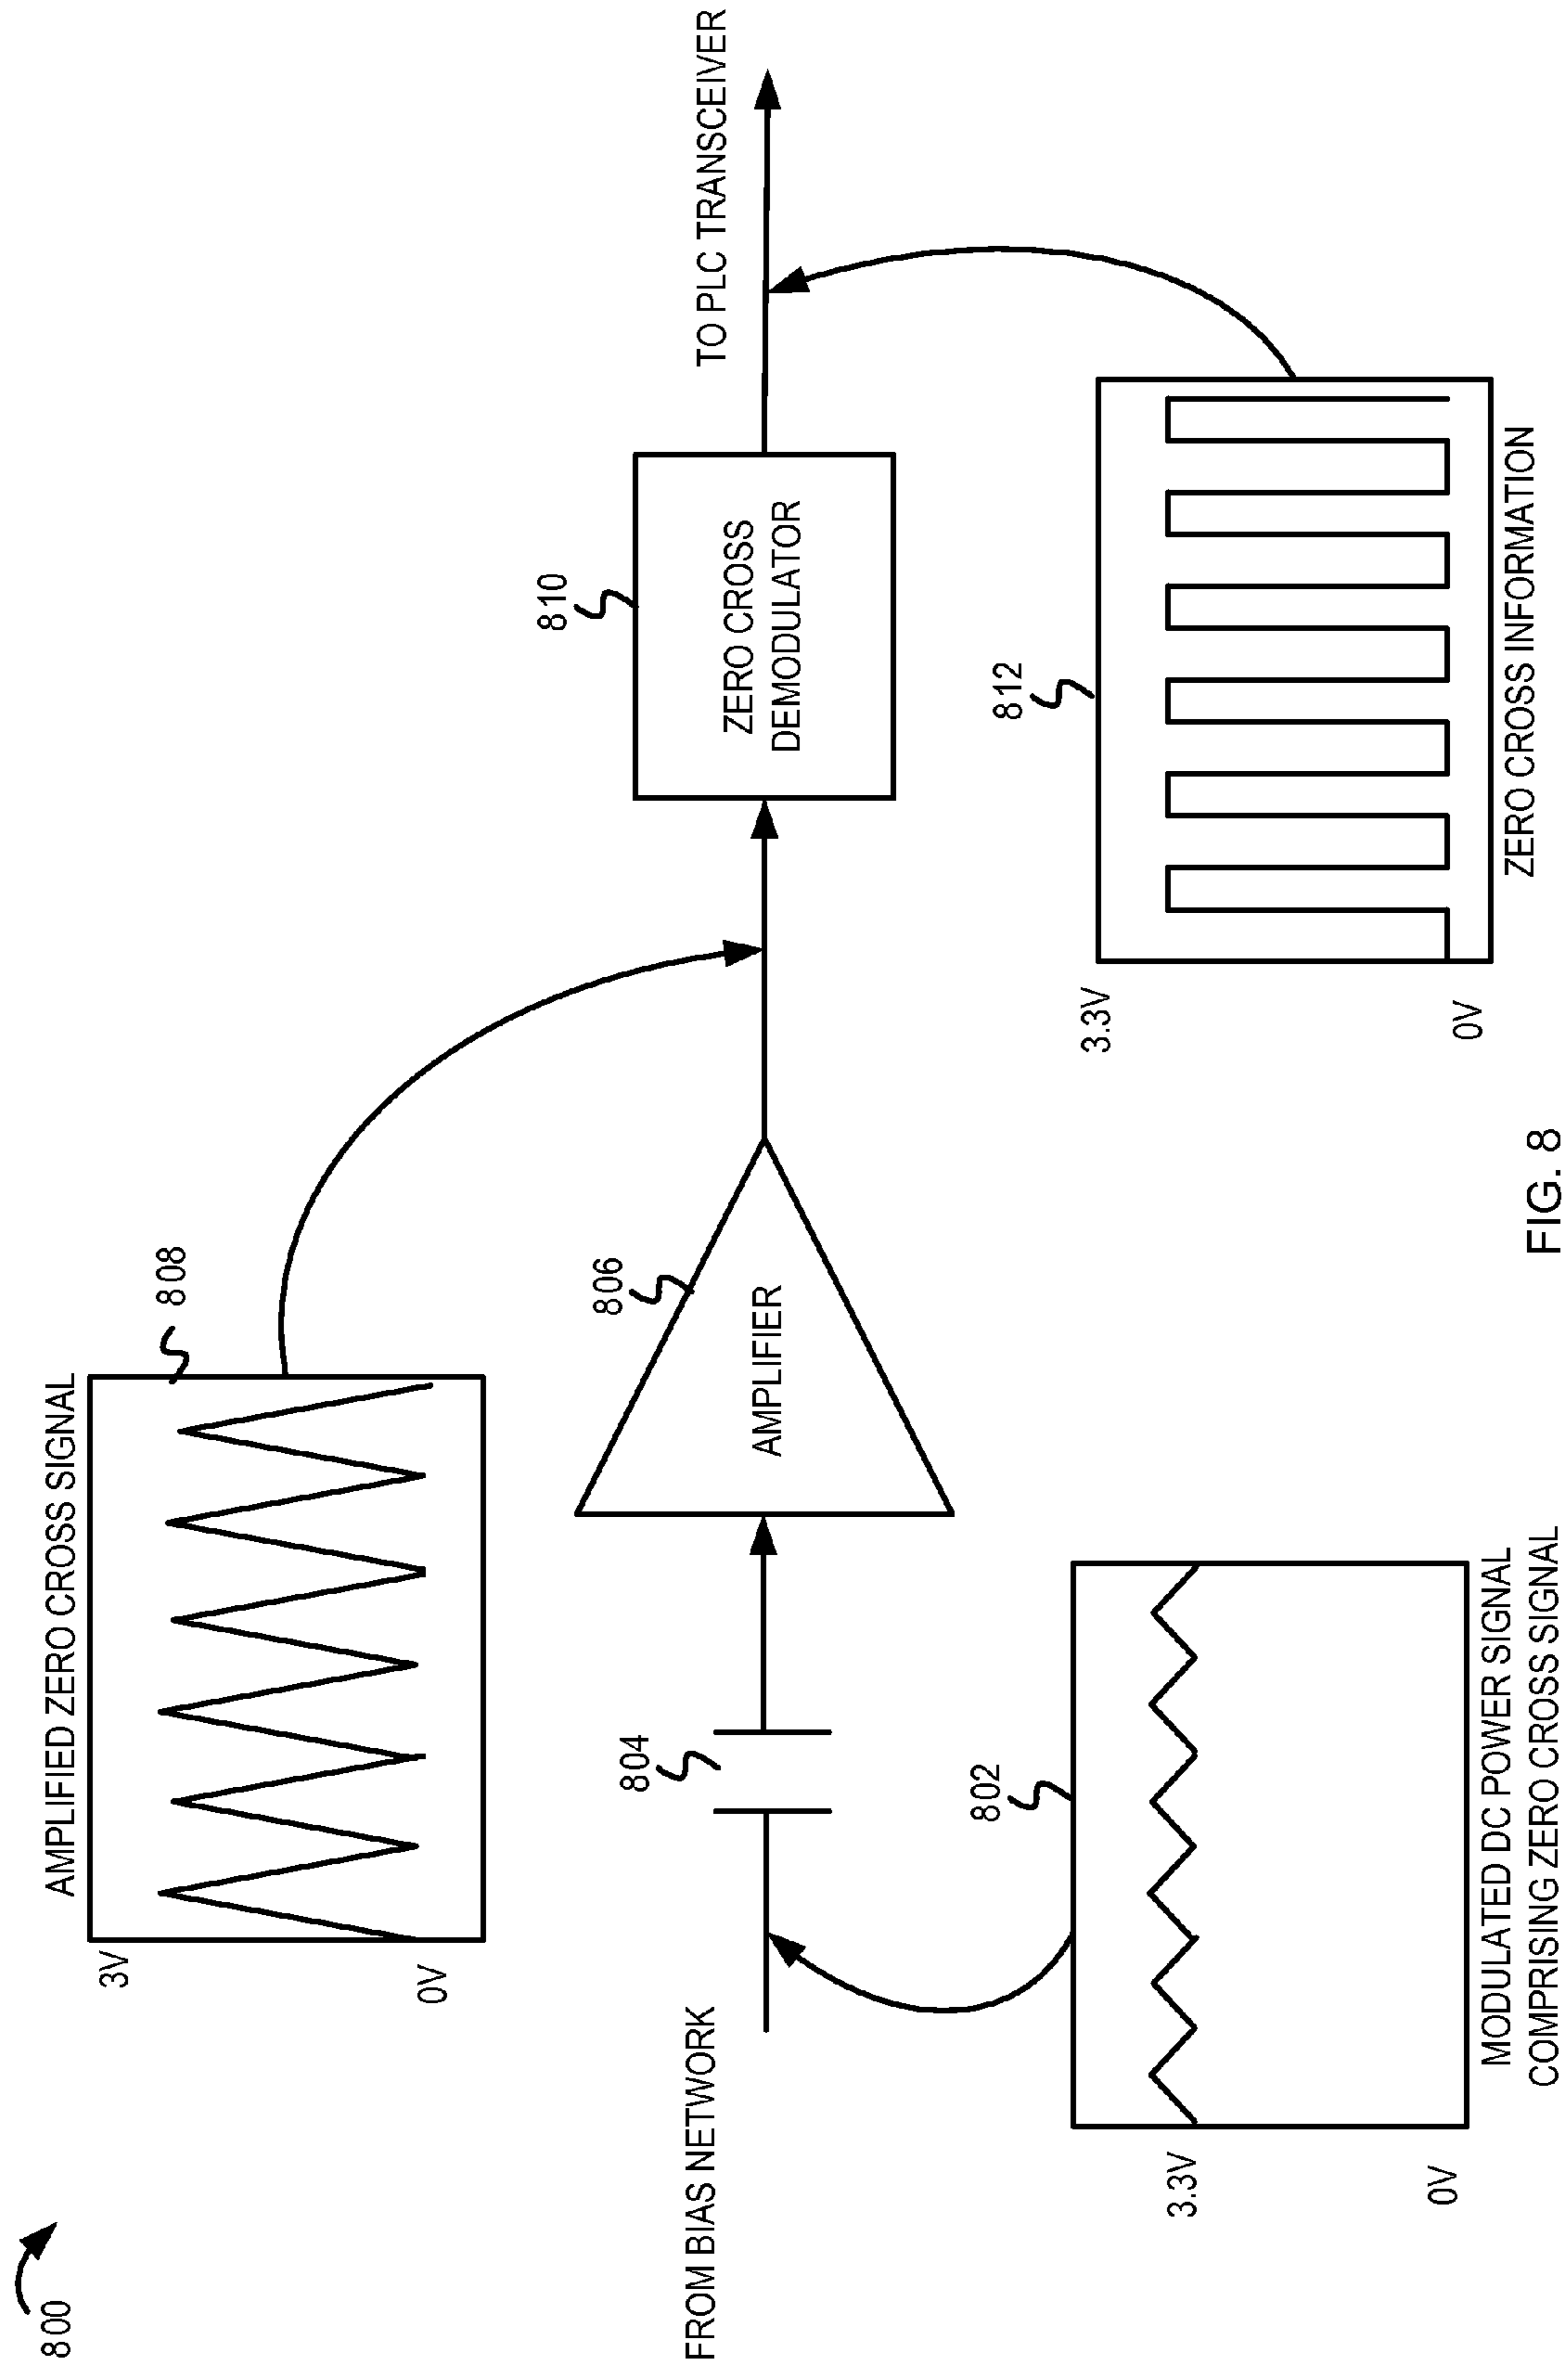 800
AMPLIFIED ZERO CROSS SIGNAL
3V
0V
808
FROM BIAS NETWORK
804
806
AMPLIFIER
810
ZERO CROSS
DEMODULATOR
TO PLC TRANSCEIVER
802
3.3V
0V
MODULATED DC POWER SIGNAL
COMPRISING ZERO CROSS SIGNAL
812
3.3V
0V
ZERO CROSS INFORMATION
FIG. 8